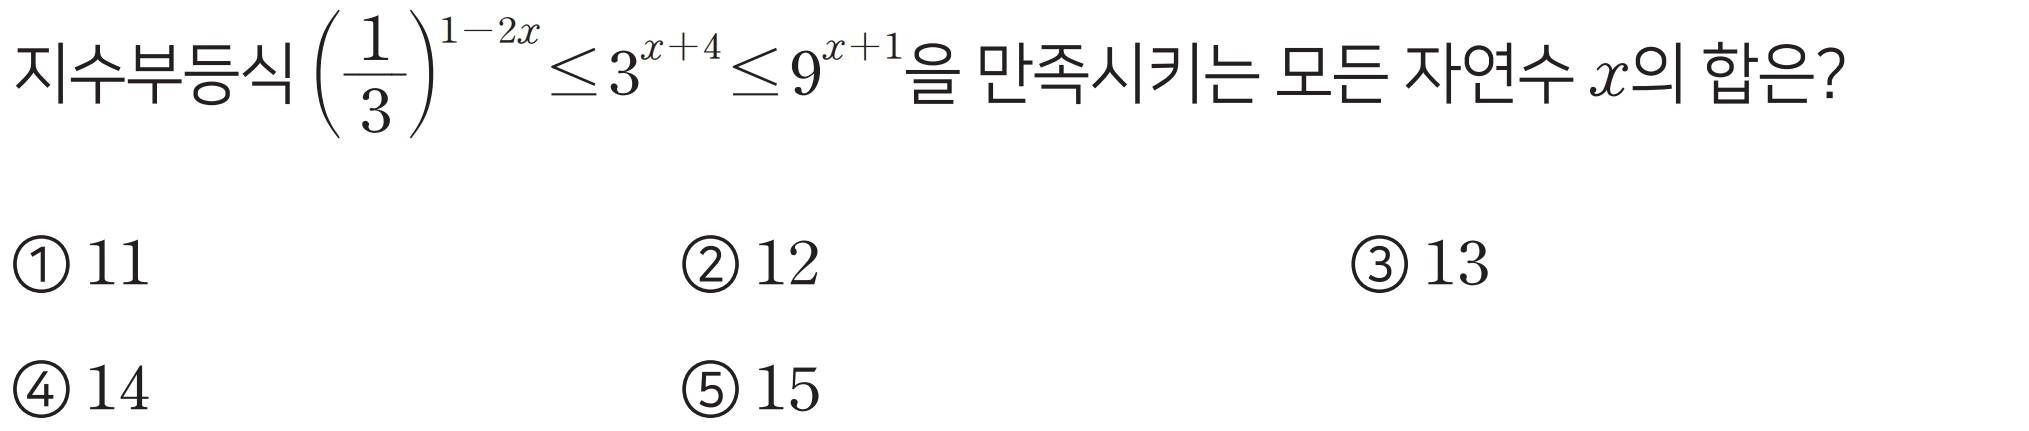 지수부등식 $\left(\frac{1}{3}\right)^{1-2x} \le 3^{x+4} \le 9^{x+1}$을 만족시키는 모든 자연수 $x$의 합은?
① 11 ② 12 ③ 13
④ 14 ⑤ 15